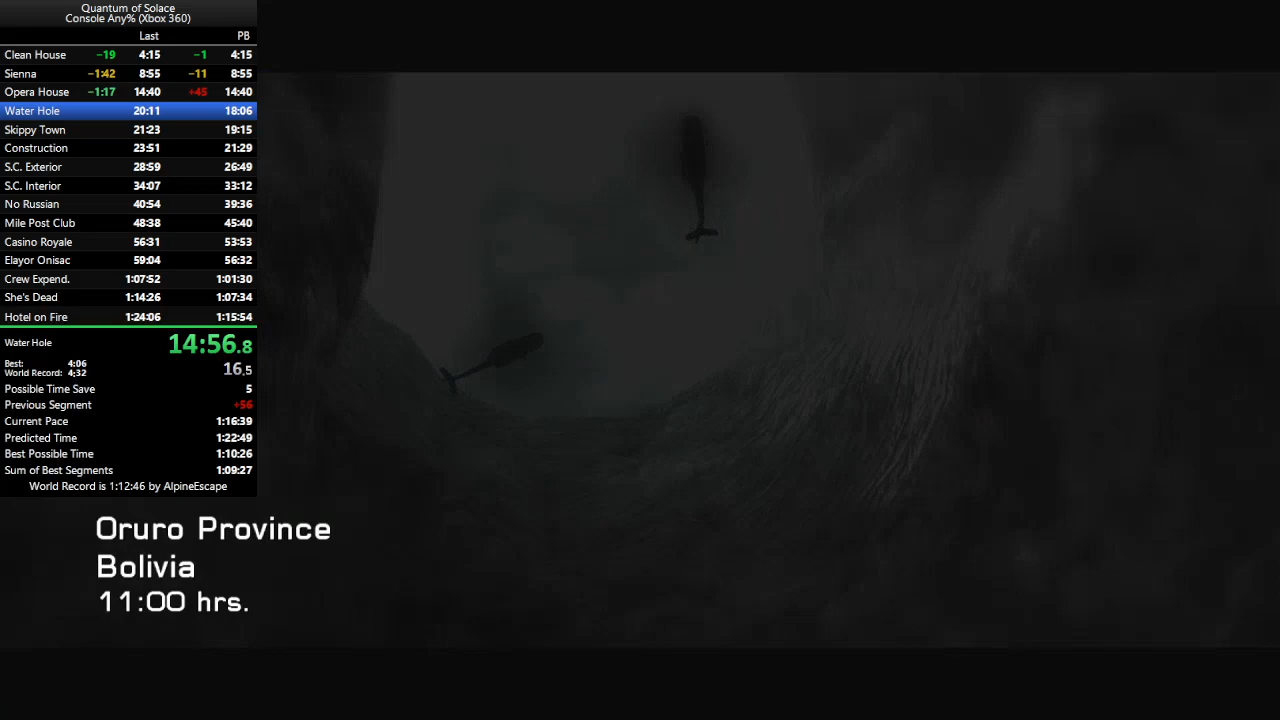 Quantum of Solace
Console Any% (Xbox 360)
Last PB
Clean House −19 4:15 −1 4:15
Sienna −1:42 8:55 −11 8:55
Opera House −1:17 14:40 +45 14:40
Water Hole 20:11 18:06
Skippy Town 21:23 19:15
Construction 23:51 21:29
S.C. Exterior 28:59 26:49
S.C. Interior 34:07 33:12
No Russian 40:54 39:36
Mile Post Club 48:38 45:40
Casino Royale 56:31 53:53
Elayor Onisac 59:04 56:32
Crew Expend. 1:07:52 1:01:30
She's Dead 1:14:26 1:07:34
Hotel on Fire 1:24:06 1:15:54
Water Hole 14:56.8
Best: 4:06
World Record: 4:32 16.5
Possible Time Save 5
Previous Segment +56
Current Pace 1:16:39
Predicted Time 1:22:49
Best Possible Time 1:10:26
Sum of Best Segments 1:09:27
World Record is 1:12:46 by AlpineEscape
Oruro Province
Bolivia
11:00 hrs.